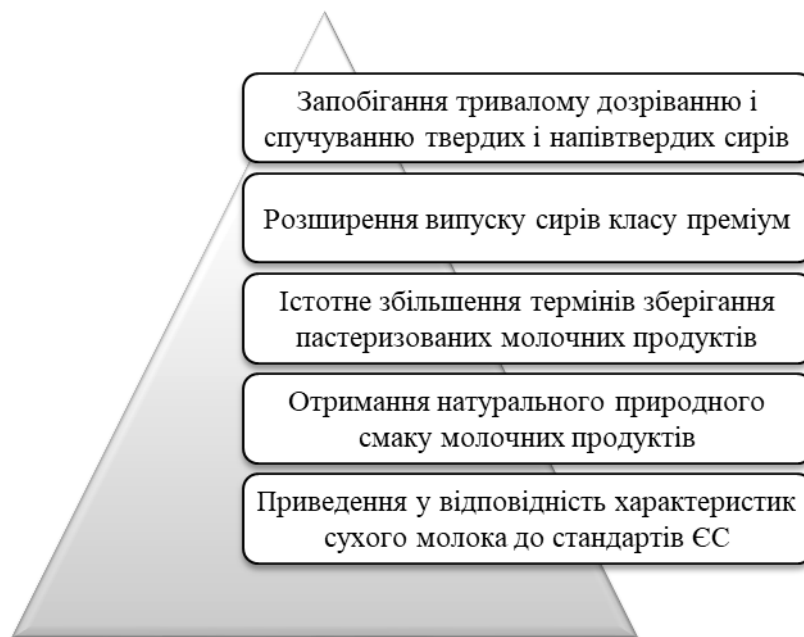 Запобігання тривалому дозріванню і
спучуванню твердих і напівтвердих сирів
Розширення випуску сирів класу преміум
Істотне збільшення термінів зберігання
пастеризованих молочних продуктів
Отримання натурального природного
смаку молочних продуктів
Приведення у відповідність характеристик
сухого молока до стандартів ЄС